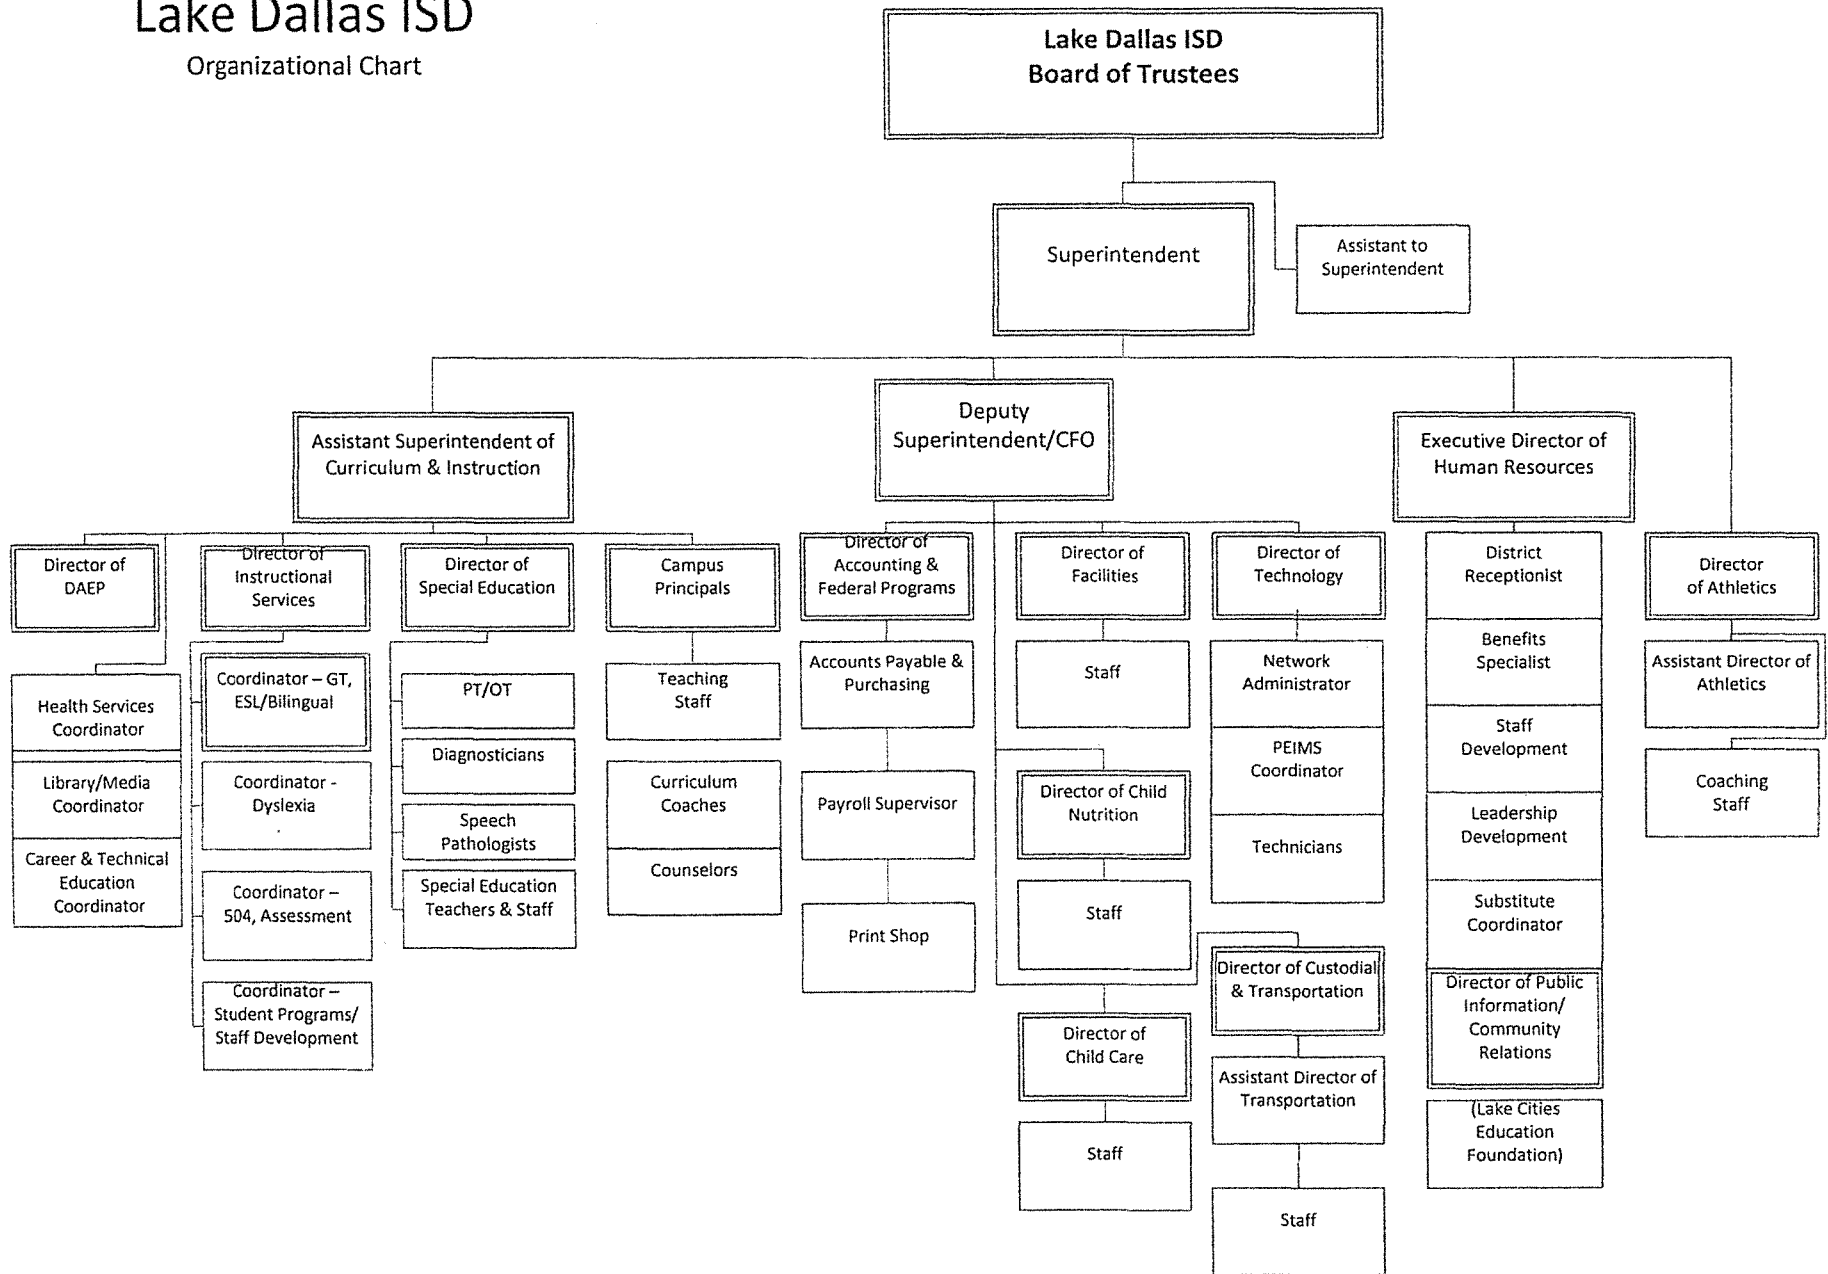 Lake Dallas ISD
Organizational Chart
Lake Dallas ISD
Board of Trustees
Superintendent
Assistant to
Superintendent
Assistant Superintendent of
Curriculum & Instruction
Deputy
Superintendent/CFO
Executive Director of
Human Resources
Director of
DAEP
Health Services
Coordinator
Library/Media
Coordinator
Career & Technical
Education
Coordinator
Director of
Instructional
Services
Coordinator – GT,
ESL/Bilingual
Coordinator -
Dyslexia
Coordinator –
504, Assessment
Coordinator –
Student Programs/
Staff Development
Director of
Special Education
PT/OT
Diagnosticians
Speech
Pathologists
Special Education
Teachers & Staff
Campus
Principals
Teaching
Staff
Curriculum
Coaches
Counselors
Director of
Accounting &
Federal Programs
Accounts Payable &
Purchasing
Payroll Supervisor
Print Shop
Director of
Facilities
Staff
Director of Child
Nutrition
Staff
Director of
Child Care
Staff
Director of
Technology
Network
Administrator
PEIMS
Coordinator
Technicians
Director of Custodial
& Transportation
Assistant Director of
Transportation
Staff
District
Receptionist
Benefits
Specialist
Staff
Development
Leadership
Development
Substitute
Coordinator
Director of Public
Information/
Community
Relations
(Lake Cities
Education
Foundation)
Director
of Athletics
Assistant Director of
Athletics
Coaching
Staff